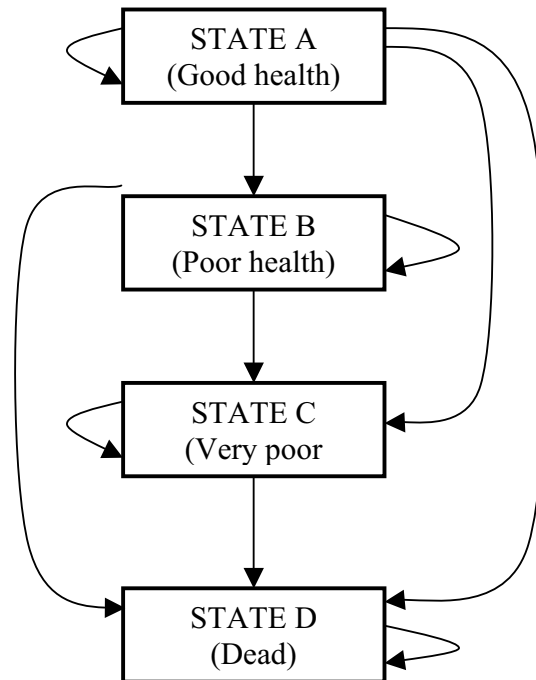 STATE A
(Good health)
STATE B
(Poor health)
STATE C
(Very poor
STATE D
(Dead)